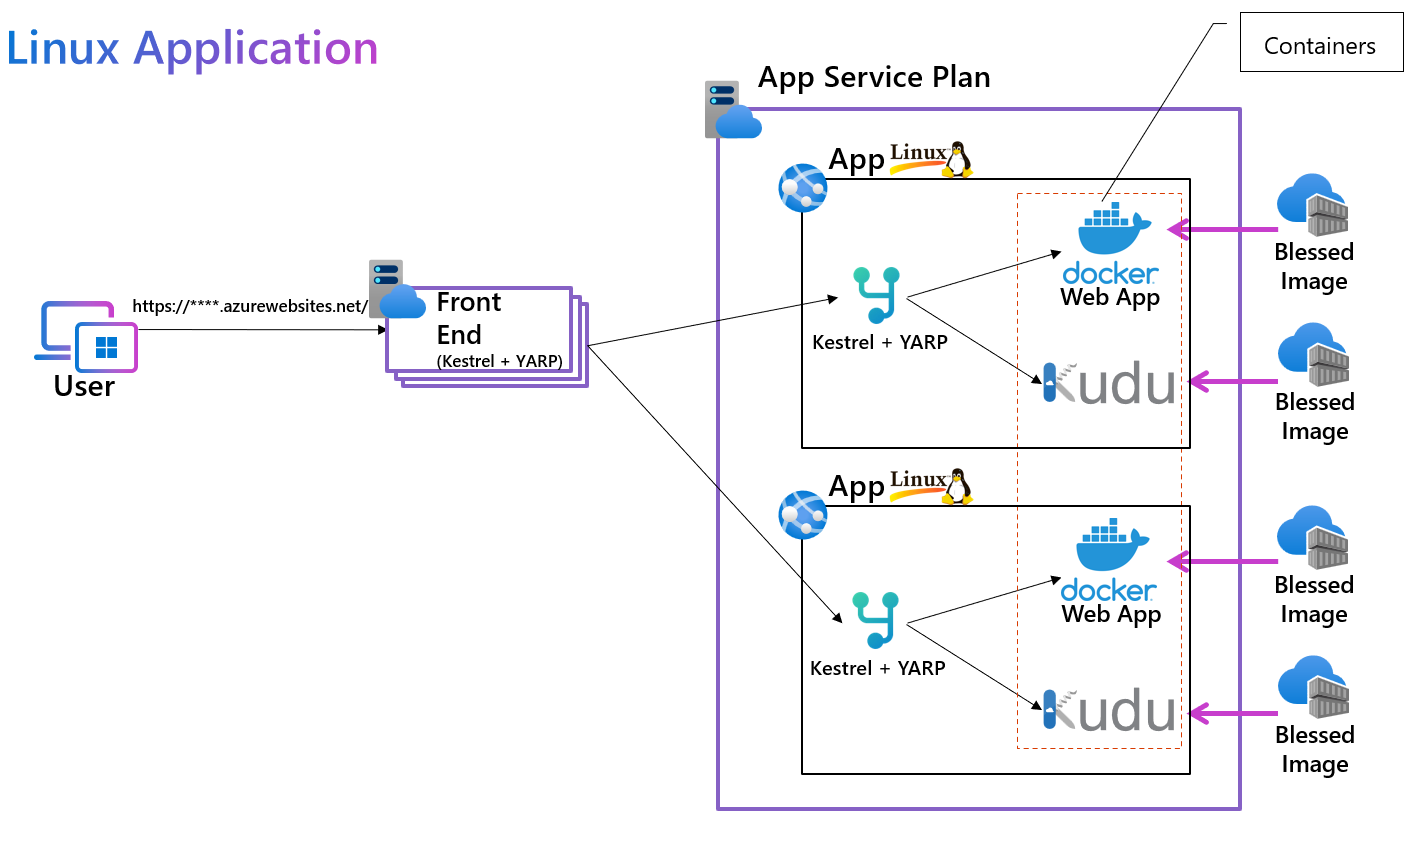 Linux Application
Containers
App Service Plan
App Linux
docker
Web App
Kestrel + YARP
Kudu
Blessed
Image
Blessed
Image
https://****.azurewebsites.net/
User
Front
End
(Kestrel + YARP)
App Linux
docker
Web App
Kestrel + YARP
Kudu
Blessed
Image
Blessed
Image